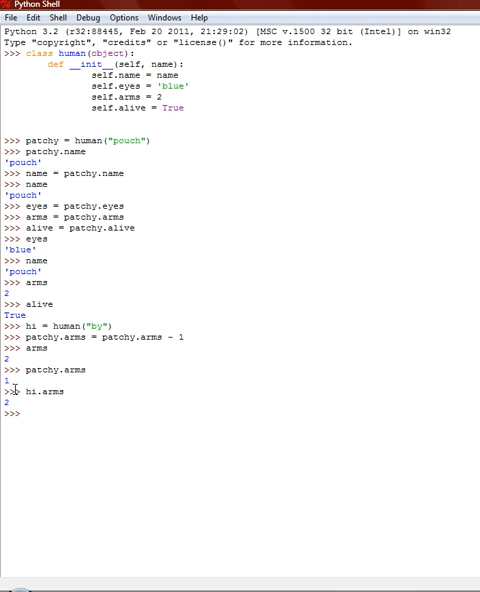 Python Shell
File Edit Shell Debug Options Windows Help
Python 3.2 (r32:88445, Feb 20 2011, 21:29:02) [MSC v.1500 32 bit (Intel)] on win32
Type "copyright", "credits" or "license()" for more information.
>>> class human(object):
        def __init__(self, name):
                self.name = name
                self.eyes = 'blue'
                self.arms = 2
                self.alive = True
>>> patchy = human("pouch")
>>> patchy.name
'pouch'
>>> name = patchy.name
>>> name
'pouch'
>>> eyes = patchy.eyes
>>> arms = patchy.arms
>>> alive = patchy.alive
>>> eyes
'blue'
>>> name
'pouch'
>>> arms
2
>>> alive
True
>>> hi = human("by")
>>> patchy.arms = patchy.arms - 1
>>> arms
2
>>> patchy.arms
1
>>> hi.arms
2
>>>